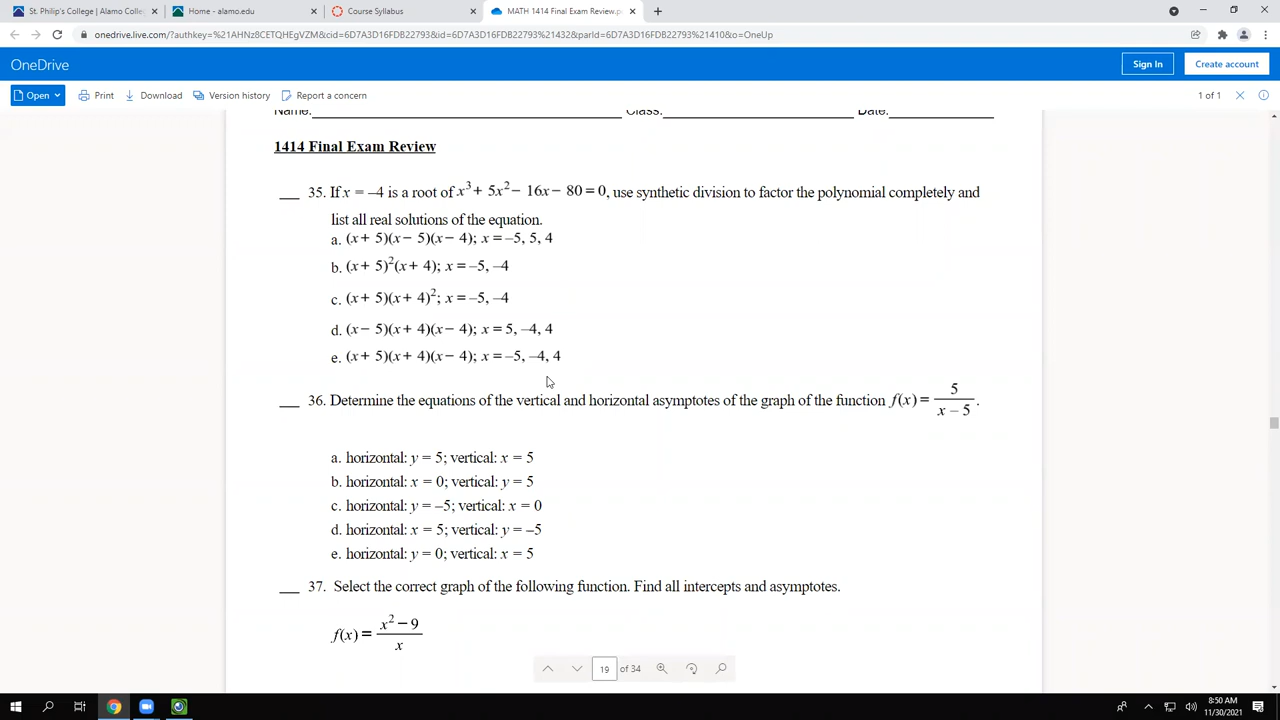 St. Philip's College | Alamo Colle
Home - alamo.edu
Course Syllabus
MATH 1414 Final Exam Review.p
onedrive.live.com/?authkey=%21AHNz8CETQHEgVZM&cid=6D7A3D16FDB22793&id=6D7A3D16FDB22793%21432&parId=6D7A3D16FDB22793%21410&o=OneUp
OneDrive
Sign In
Create account
Open
Print
Download
Version history
Report a concern
1 of 1
Name: Class: Date:
1414 Final Exam Review
___ 35. If x = –4 is a root of x³ + 5x² − 16x − 80 = 0, use synthetic division to factor the polynomial completely and
list all real solutions of the equation.
a. (x + 5)(x − 5)(x − 4); x = –5, 5, 4
b. (x + 5)²(x + 4); x = –5, –4
c. (x + 5)(x + 4)²; x = –5, –4
d. (x − 5)(x + 4)(x − 4); x = 5, –4, 4
e. (x + 5)(x + 4)(x − 4); x = –5, –4, 4
___ 36. Determine the equations of the vertical and horizontal asymptotes of the graph of the function f(x) = 5 / (x − 5).
a. horizontal: y = 5; vertical: x = 5
b. horizontal: x = 0; vertical: y = 5
c. horizontal: y = –5; vertical: x = 0
d. horizontal: x = 5; vertical: y = –5
e. horizontal: y = 0; vertical: x = 5
___ 37. Select the correct graph of the following function. Find all intercepts and asymptotes.
f(x) = (x² − 9) / x
19 of 34
8:50 AM
11/30/2021